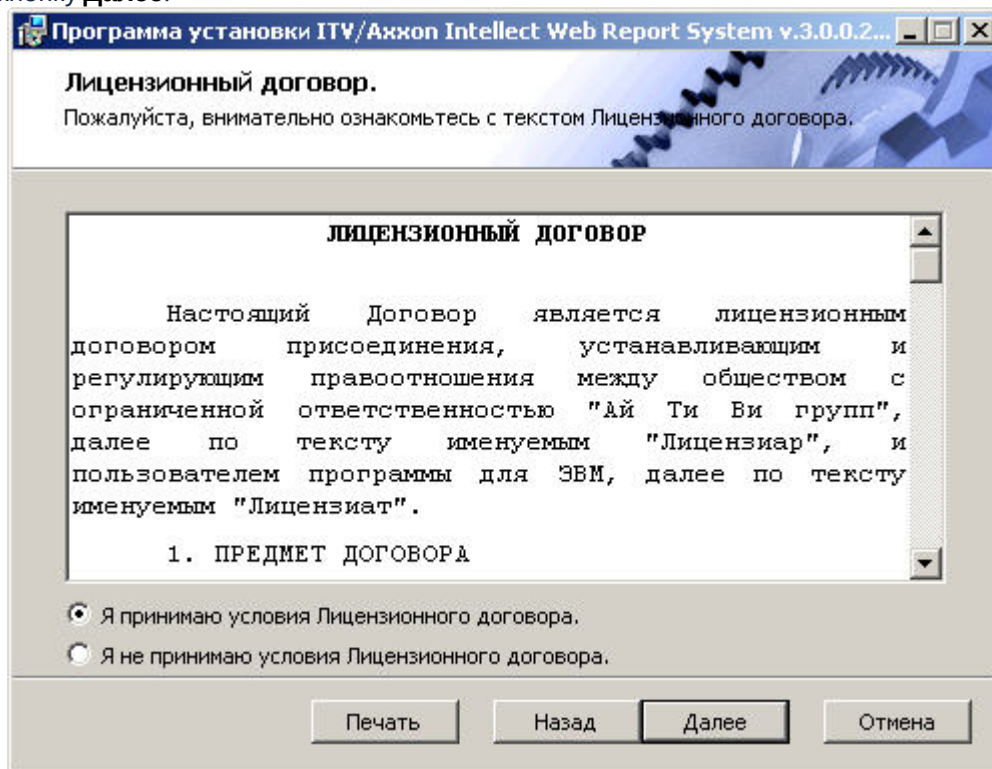 кнопку Далее.
Программа установки ITV/Axxon Intellect Web Report System v.3.0.0.2...
Лицензионный договор.
Пожалуйста, внимательно ознакомьтесь с текстом Лицензионного договора.
ЛИЦЕНЗИОННЫЙ ДОГОВОР
Настоящий Договор является лицензионным
договором присоединения, устанавливающим и
регулирующим правоотношения между обществом с
ограниченной ответственностью "Ай Ти Ви групп",
далее по тексту именуемым "Лицензиар", и
пользователем программы для ЭВМ, далее по тексту
именуемым "Лицензиат".
1. ПРЕДМЕТ ДОГОВОРА
Я принимаю условия Лицензионного договора.
Я не принимаю условия Лицензионного договора.
Печать Назад Далее Отмена